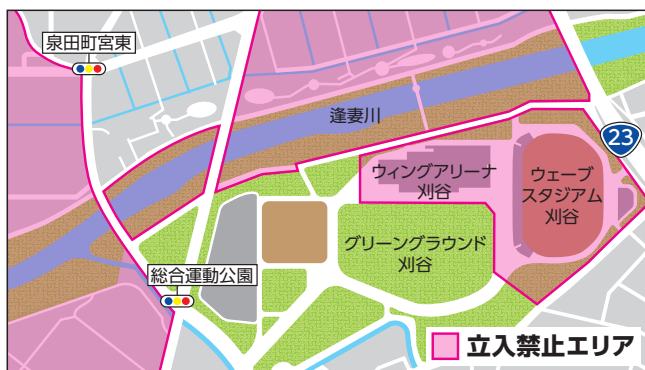 泉田町宮東
逢妻川
23
ウィングアリーナ
刈谷
ウェーブ
スタジアム
刈谷
グリーングラウンド
刈谷
総合運動公園
立入禁止エリア